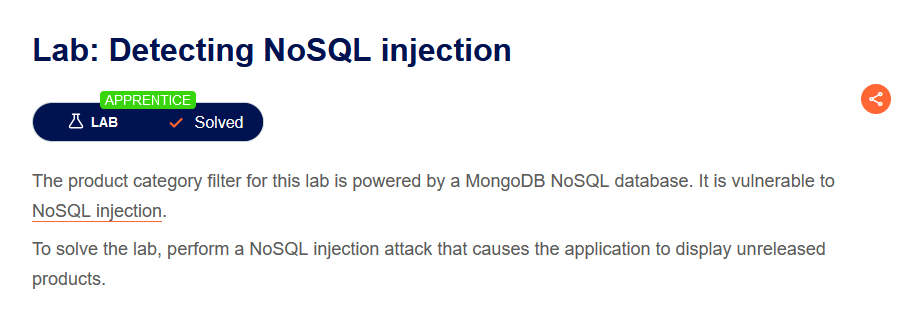 Lab: Detecting NoSQL injection
APPRENTICE
LAB
Solved
The product category filter for this lab is powered by a MongoDB NoSQL database. It is vulnerable to
NoSQL injection.
To solve the lab, perform a NoSQL injection attack that causes the application to display unreleased
products.